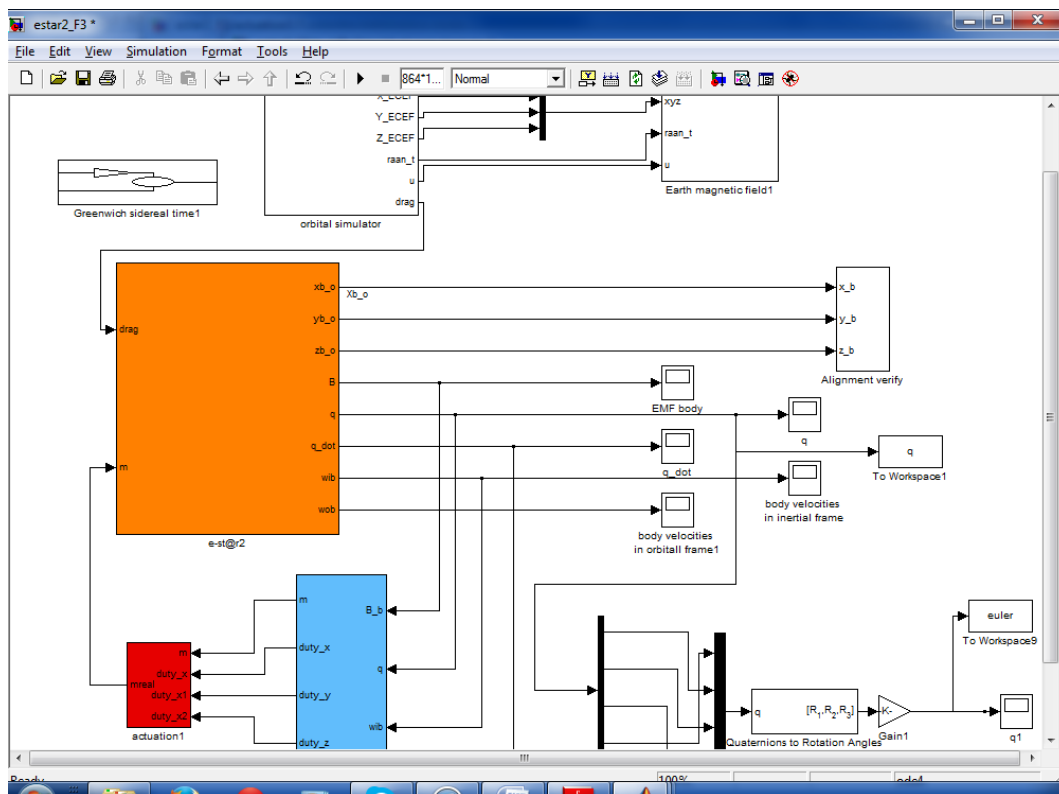 estar2_F3 *
File Edit View Simulation Format Tools Help
864*1... Normal
X_ECEF
Y_ECEF
Z_ECEF
raan_t
u
drag
orbital simulator
xyz
raan_t
u
Earth magnetic field1
Greenwich sidereal time1
drag
m
xb_o
Xb_o
yb_o
zb_o
B
q
q_dot
wib
wob
e-st@r2
x_b
y_b
z_b
Alignment verify
EMF body
q
q_dot
q
To Workspace1
body velocities
in inertial frame
body velocities
in orbitall frame1
m
duty_x
duty_y
duty_z
B_b
q
wib
m
duty_x
mreal
duty_x1
duty_x2
actuation1
euler
To Workspace9
q
[R1,R2,R3]
Quaternions to Rotation Angles
-K-
Gain1
q1
Ready
100%
ode4